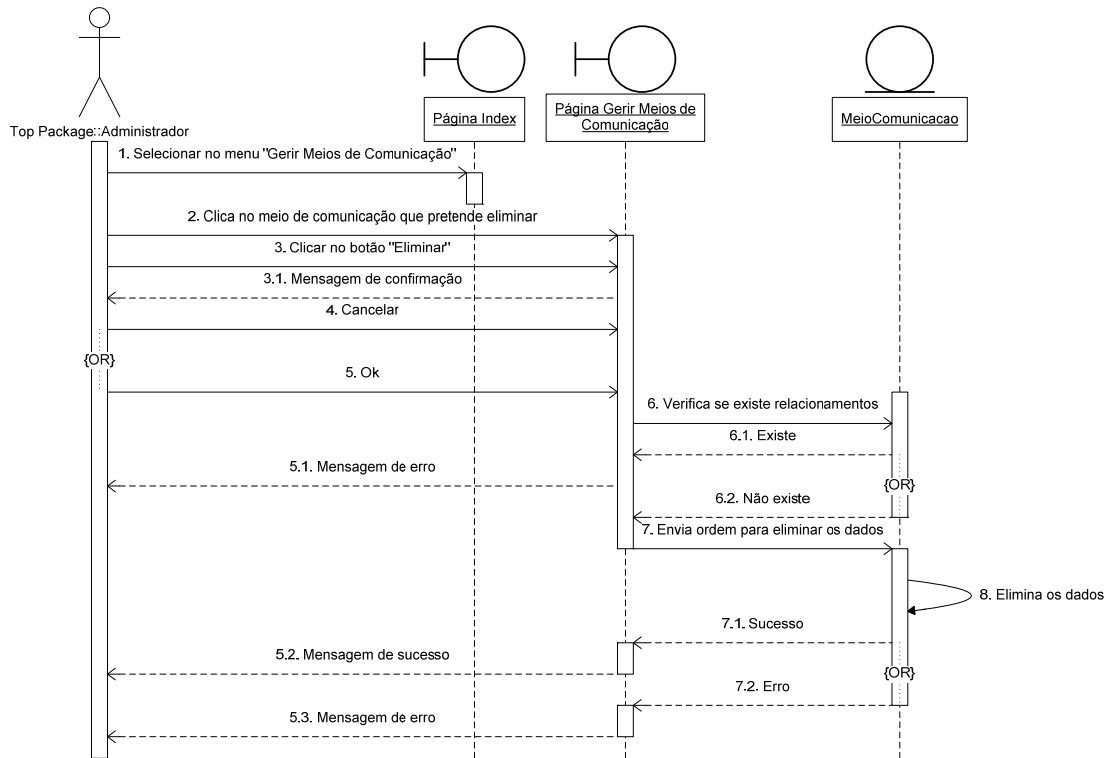 Top Package::Administrador
Página Index
Página Gerir Meios de
Comunicação
MeioComunicacao
1. Selecionar no menu "Gerir Meios de Comunicação"
2. Clica no meio de comunicação que pretende eliminar
3. Clicar no botão "Eliminar"
3.1. Mensagem de confirmação
4. Cancelar
{OR}
5. Ok
6. Verifica se existe relacionamentos
6.1. Existe
5.1. Mensagem de erro
{OR}
6.2. Não existe
7. Envia ordem para eliminar os dados
8. Elimina os dados
7.1. Sucesso
5.2. Mensagem de sucesso
{OR}
7.2. Erro
5.3. Mensagem de erro